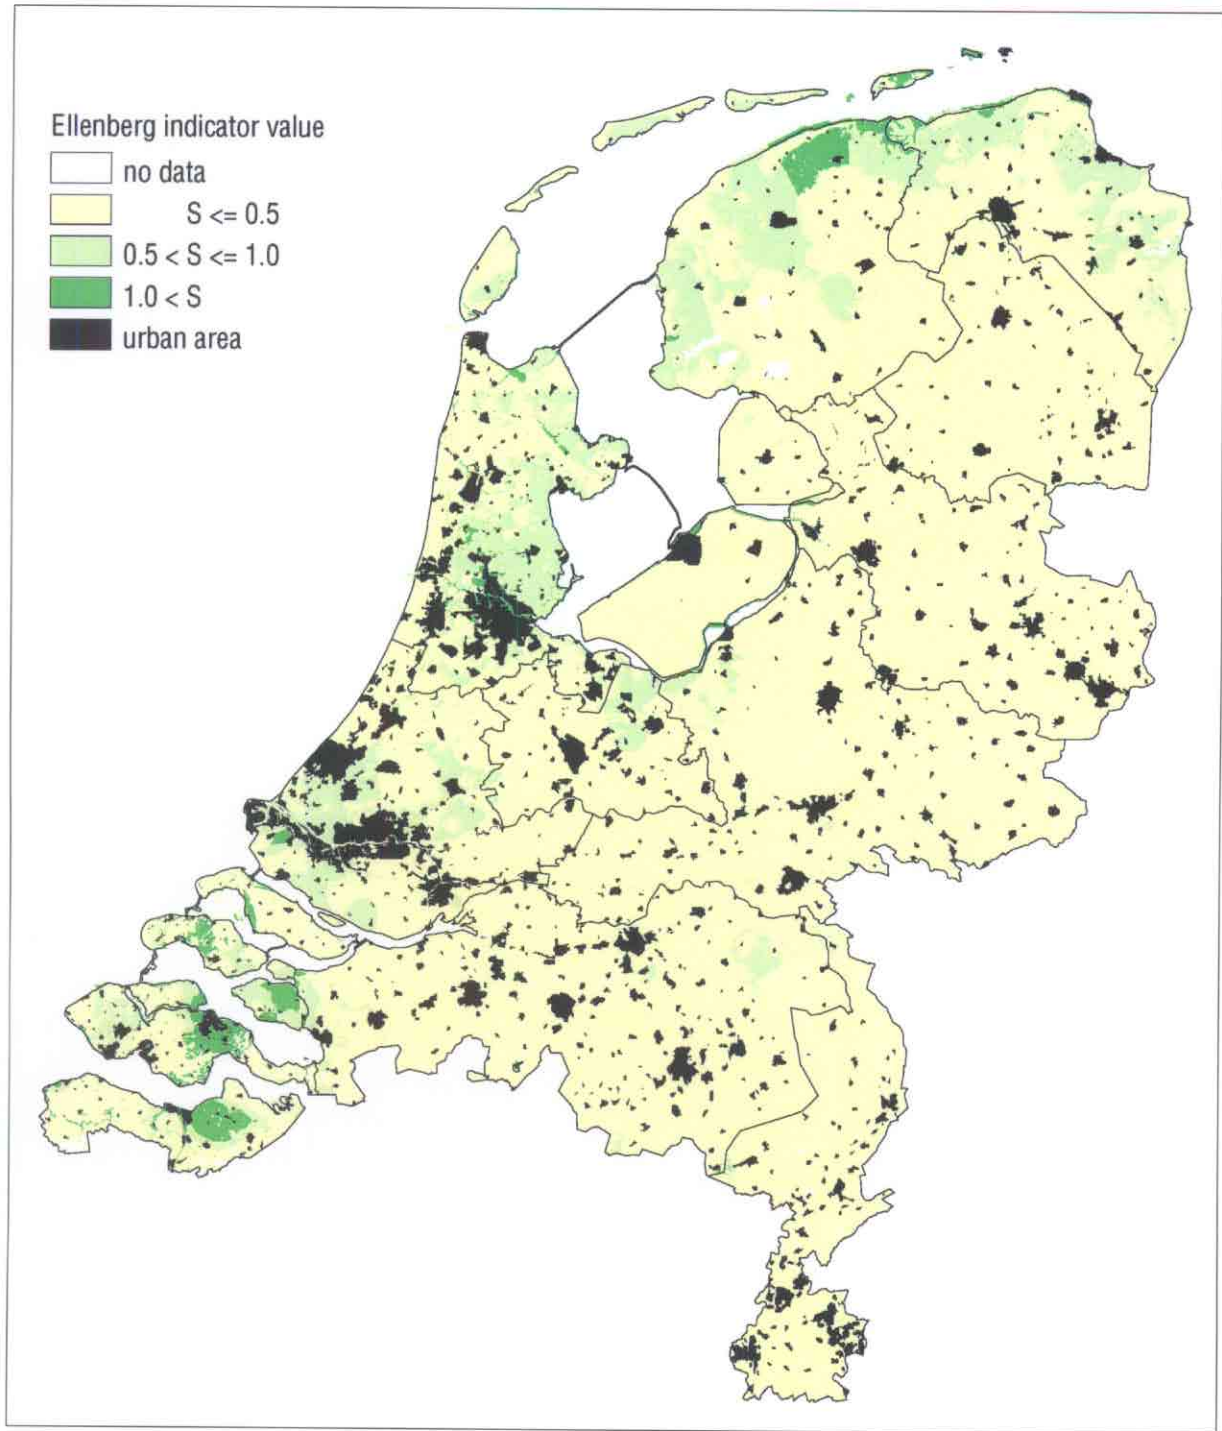 Ellenberg indicator value
no data
S <= 0.5
0.5 < S <= 1.0
1.0 < S
urban area